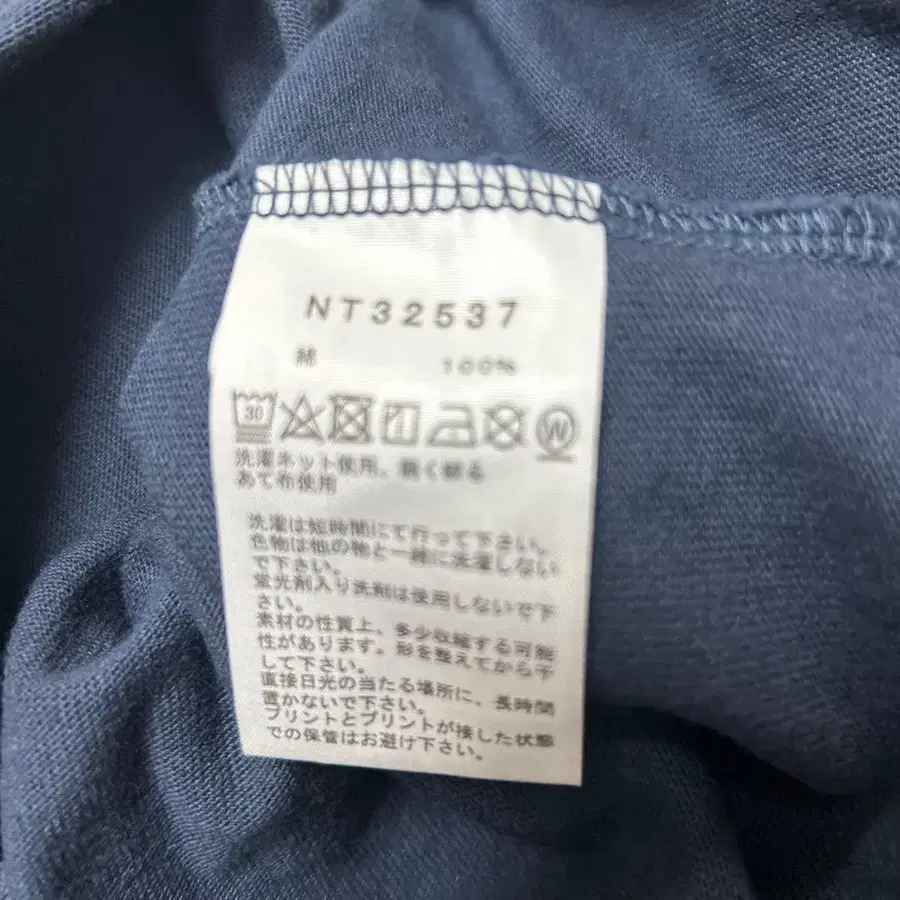 NT32537
綿 100%
30 W
洗濯ネット使用、軽く絞る
あて布使用
洗濯は短時間にて行って下さい。
色物は他の物と一緒に洗濯しない
で下さい。
蛍光剤入り洗剤は使用しないで下
さい。
素材の性質上、多少収縮する可能
性があります。形を整えてから干
して下さい。
直接日光の当たる場所に、長時間
置かないで下さい。
プリントとプリントが接した状態
での保管はお避け下さい。